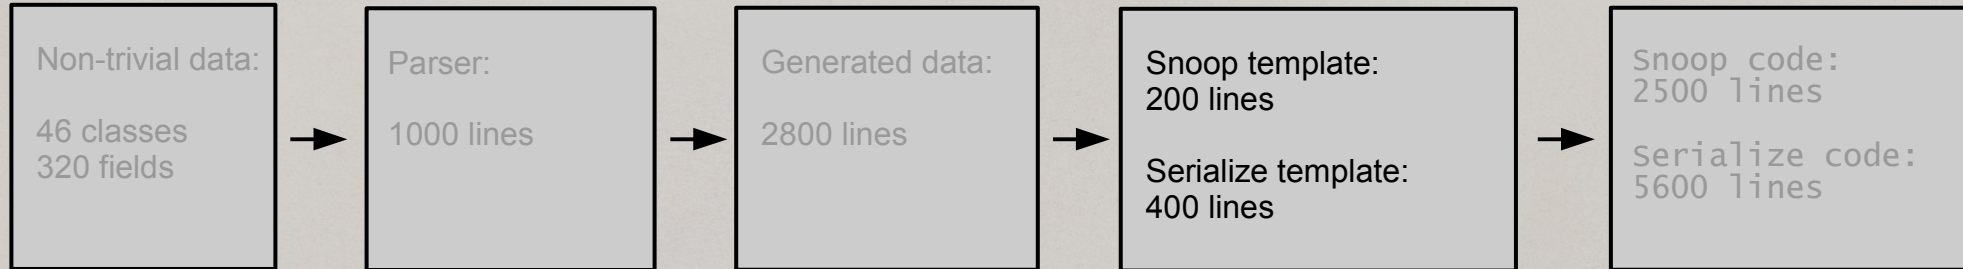 Non-trivial data:
46 classes
320 fields
Parser:
1000 lines
Generated data:
2800 lines
Snoop template:
200 lines
Serialize template:
400 lines
Snoop code:
2500 lines
Serialize code:
5600 lines